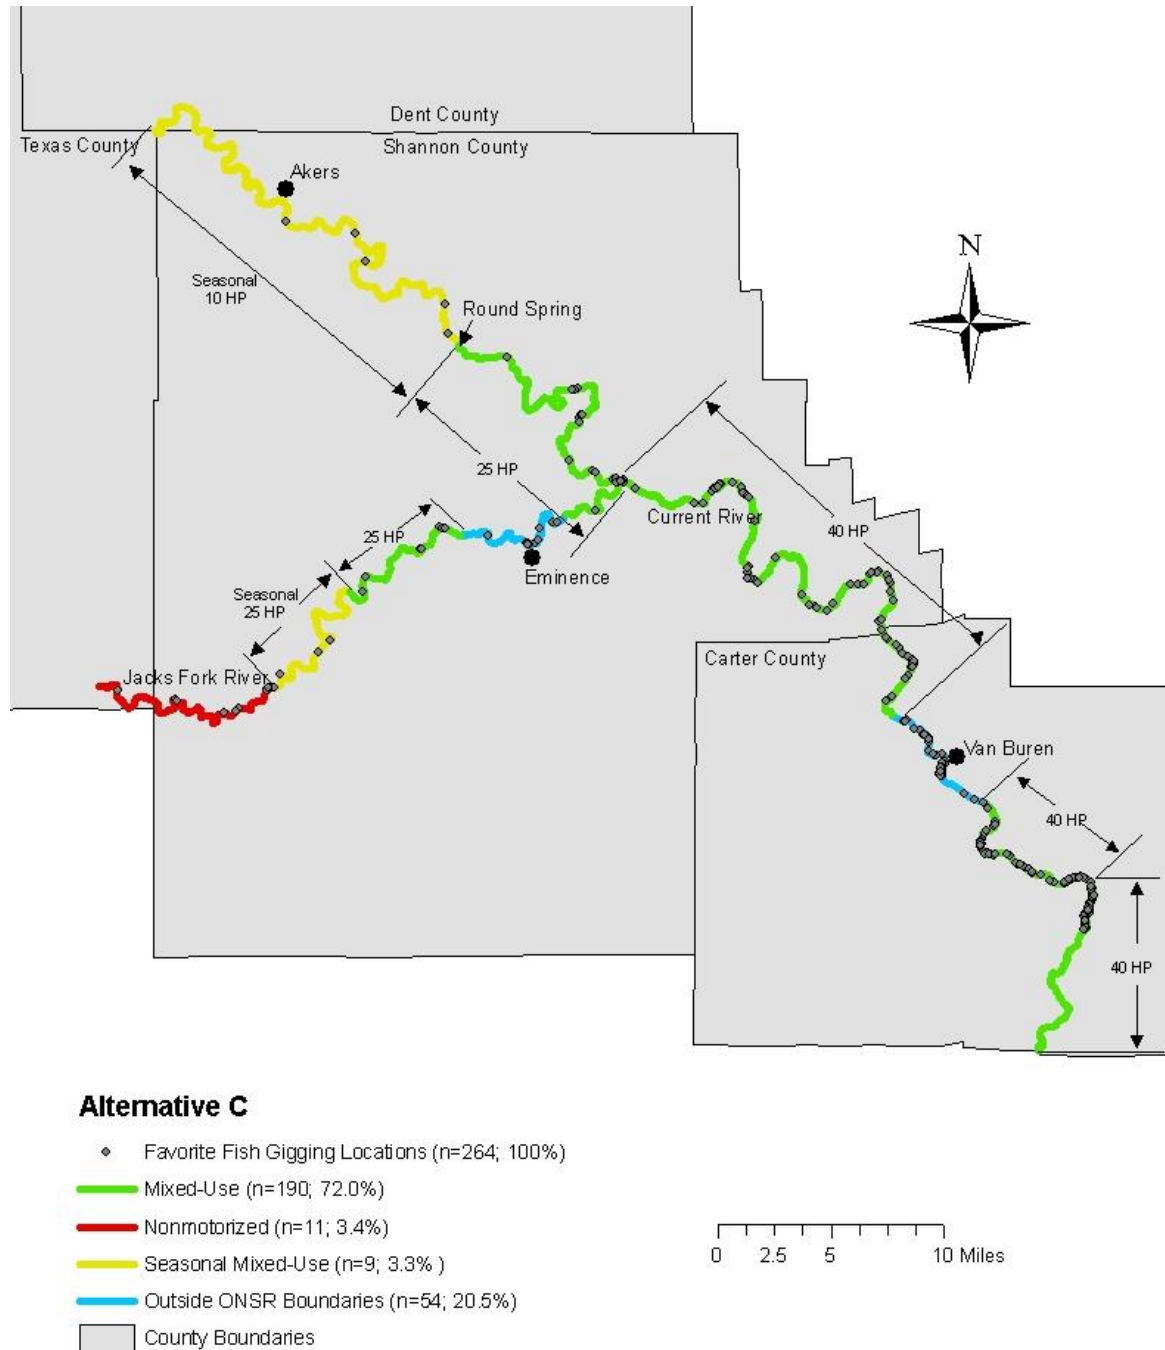 Dent County
Texas County
Shannon County
Akers
N
Seasonal
10 HP
Round Spring
25 HP
Current River
40 HP
25 HP
Eminence
Seasonal
25 HP
Carter County
Jacks Fork River
Van Buren
40 HP
40 HP
Alternative C
Favorite Fish Gigging Locations (n=264; 100%)
Mixed-Use (n=190; 72.0%)
Nonmotorized (n=11; 3.4%)
Seasonal Mixed-Use (n=9; 3.3% )
Outside ONSR Boundaries (n=54; 20.5%)
County Boundaries
0 2.5 5 10 Miles